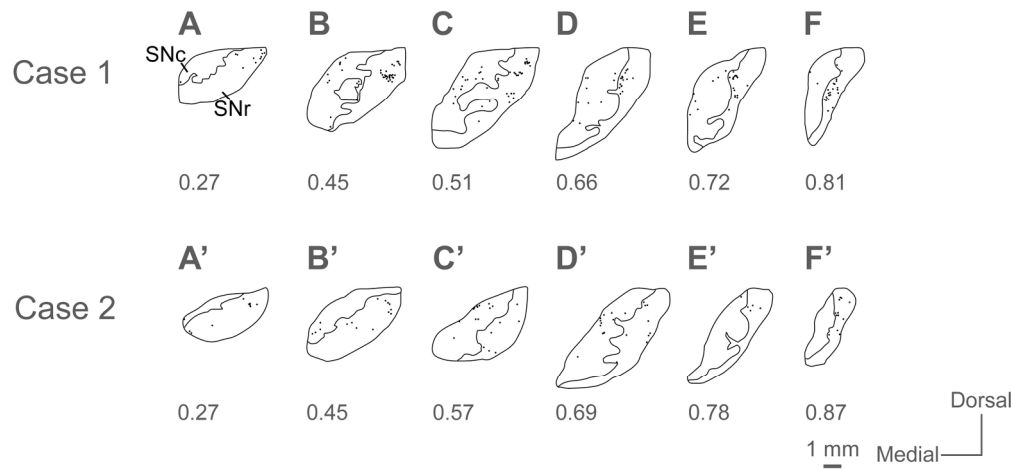 A B C D E F
SNc
Case 1
SNr
0.27 0.45 0.51 0.66 0.72 0.81
A’ B’ C’ D’ E’ F’
Case 2
0.27 0.45 0.57 0.69 0.78 0.87
Dorsal
1 mm Medial